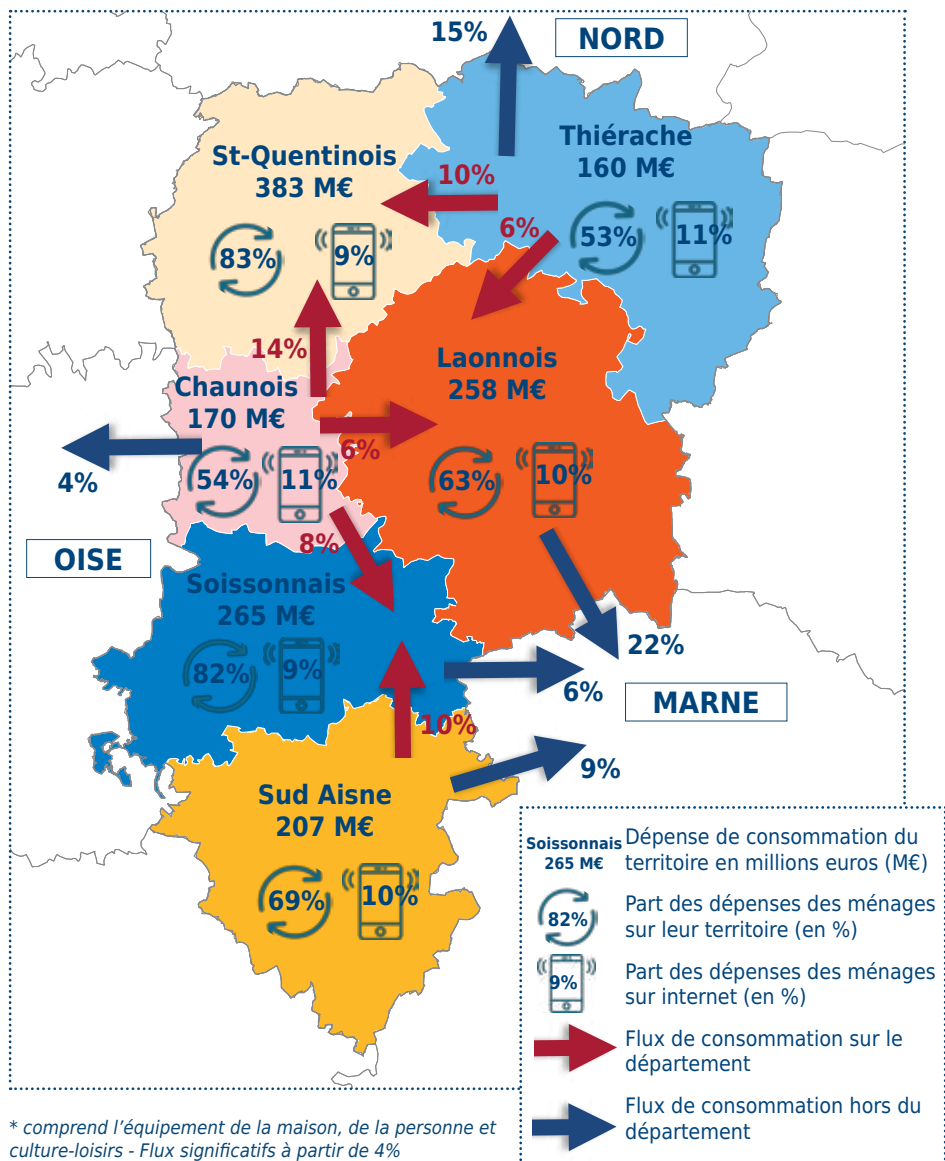 15%
NORD
Thiérache
160 M€
St-Quentinois
383 M€
10%
6%
53%
11%
83%
9%
14%
Laonnois
258 M€
Chaunois
170 M€
6%
4%
54%
11%
63%
10%
8%
OISE
Soissonnais
265 M€
82%
9%
22%
6%
MARNE
10%
9%
Sud Aisne
207 M€
69%
10%
Soissonnais
265 M€
Dépense de consommation du
territoire en millions euros (M€)
82%
Part des dépenses des ménages
sur leur territoire (en %)
9%
Part des dépenses des ménages
sur internet (en %)
Flux de consommation sur le
département
Flux de consommation hors du
département
* comprend l’équipement de la maison, de la personne et
culture-loisirs - Flux significatifs à partir de 4%